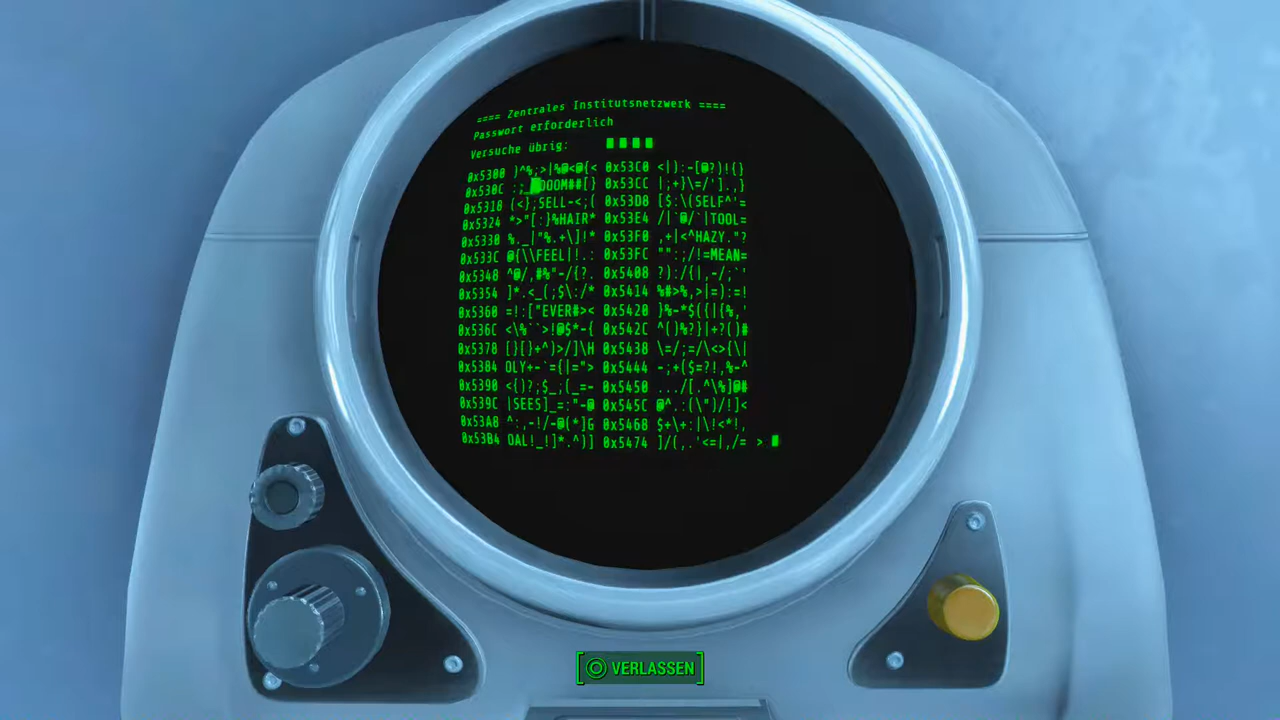 ==== Zentrales Institutsnetzwerk ====
Passwort erforderlich
Versuche übrig: ■ ■ ■ ■
0x5300 )^%;>|%@<@{< 0x53C0 <|):-[@?)!{}
0x530C :;_■DOOM##[} 0x53CC |;+}\=/'].,}
0x5318 (<};SELL-<;( 0x53D8 [$:\(SELF^'=
0x5324 *>"[:}%HAIR* 0x53E4 /|`@/`|TOOL=
0x5330 %._|"%.+\]!* 0x53F0 ,+|<^HAZY."?
0x533C @(\\FEEL|!.: 0x53FC "":;/!=MEAN=
0x5348 ^@/,#%"-/{?. 0x5408 ?):/{|,-/;`'
0x5354 ]*.<_(;$\:/* 0x5414 %#>%,>|=):=!
0x5360 =!:["EVER#>< 0x5420 }%-*$({|{%,'
0x536C <\%``>!@$*-{ 0x542C ^()%?}|+?()#
0x5378 [}[}+^)>/]\H 0x5438 \=/;=/\<>{\|
0x5384 OLY+-`={|="> 0x5444 -;+($=?!,%-^
0x5390 <{)?;$_;(_=- 0x5450 .../[.^\%]@#
0x539C |SEES]_=:"-@ 0x545C @^.:(\")/!]<
0x53A8 ^:,-!/-@(*]G 0x5468 $+\+:|\!<*!,
0x53B4 OAL!_!]*.^)] 0x5474 ]/(,.'<=|,/= > ■
VERLASSEN